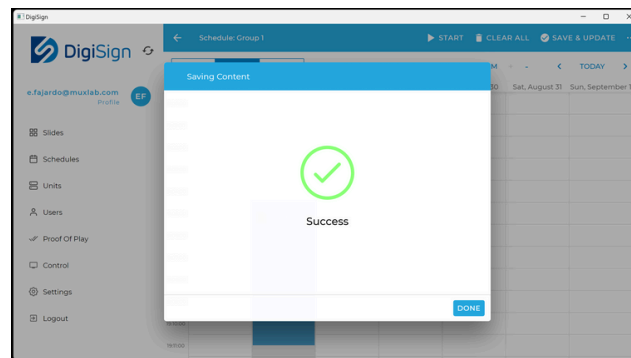 DigiSign
DigiSign
Schedule: Group 1
START
CLEAR ALL
SAVE & UPDATE
TODAY
Sat, August 31
Sun, September 1
e.fajardo@muxlab.com
Profile
EF
Saving Content
Success
DONE
Slides
Schedules
Units
Users
Proof Of Play
Control
Settings
Logout